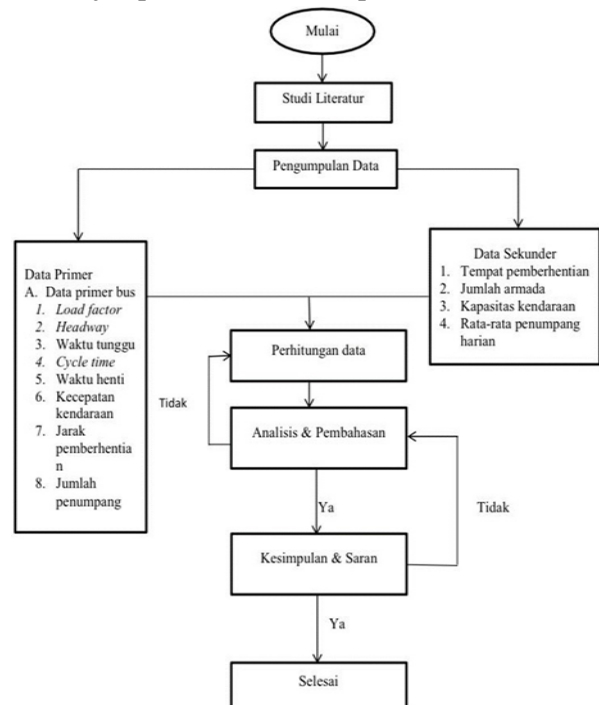 Mulai
Studi Literatur
Pengumpulan Data
Data Primer
A. Data primer bus
1. Load factor
2. Headway
3. Waktu tunggu
4. Cycle time
5. Waktu henti
6. Kecepatan
kendaraan
7. Jarak
pemberhentia
n
8. Jumlah
penumpang
Data Sekunder
1. Tempat pemberhentian
2. Jumlah armada
3. Kapasitas kendaraan
4. Rata-rata penumpang
harian
Perhitungan data
Tidak
Analisis & Pembahasan
Ya
Tidak
Kesimpulan & Saran
Ya
Selesai